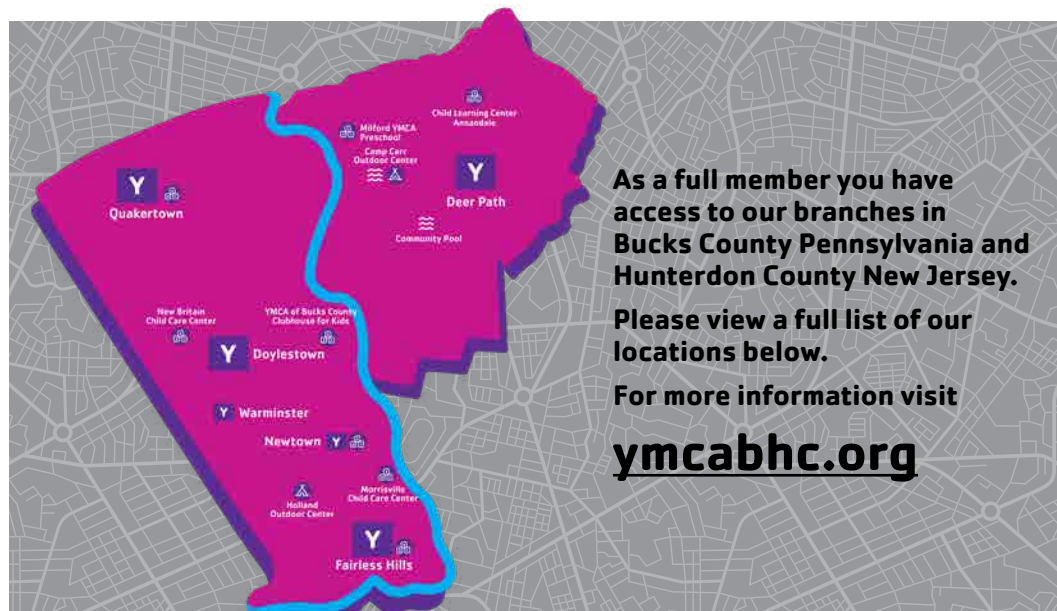 Child Learning Center
Annandale
Milford YMCA
Preschool
Camp Carr
Outdoor Center
Y
Deer Path
Community Pool
Y
Quakertown
New Britain
Child Care Center
YMCA of Bucks County
Clubhouse for Kids
Y
Doylestown
Y
Warminster
Newtown
Y
Morrisville
Child Care Center
Holland
Outdoor Center
Y
Fairless Hills
As a full member you have
access to our branches in
Bucks County Pennsylvania and
Hunterdon County New Jersey.
Please view a full list of our
locations below.
For more information visit
ymcabhc.org